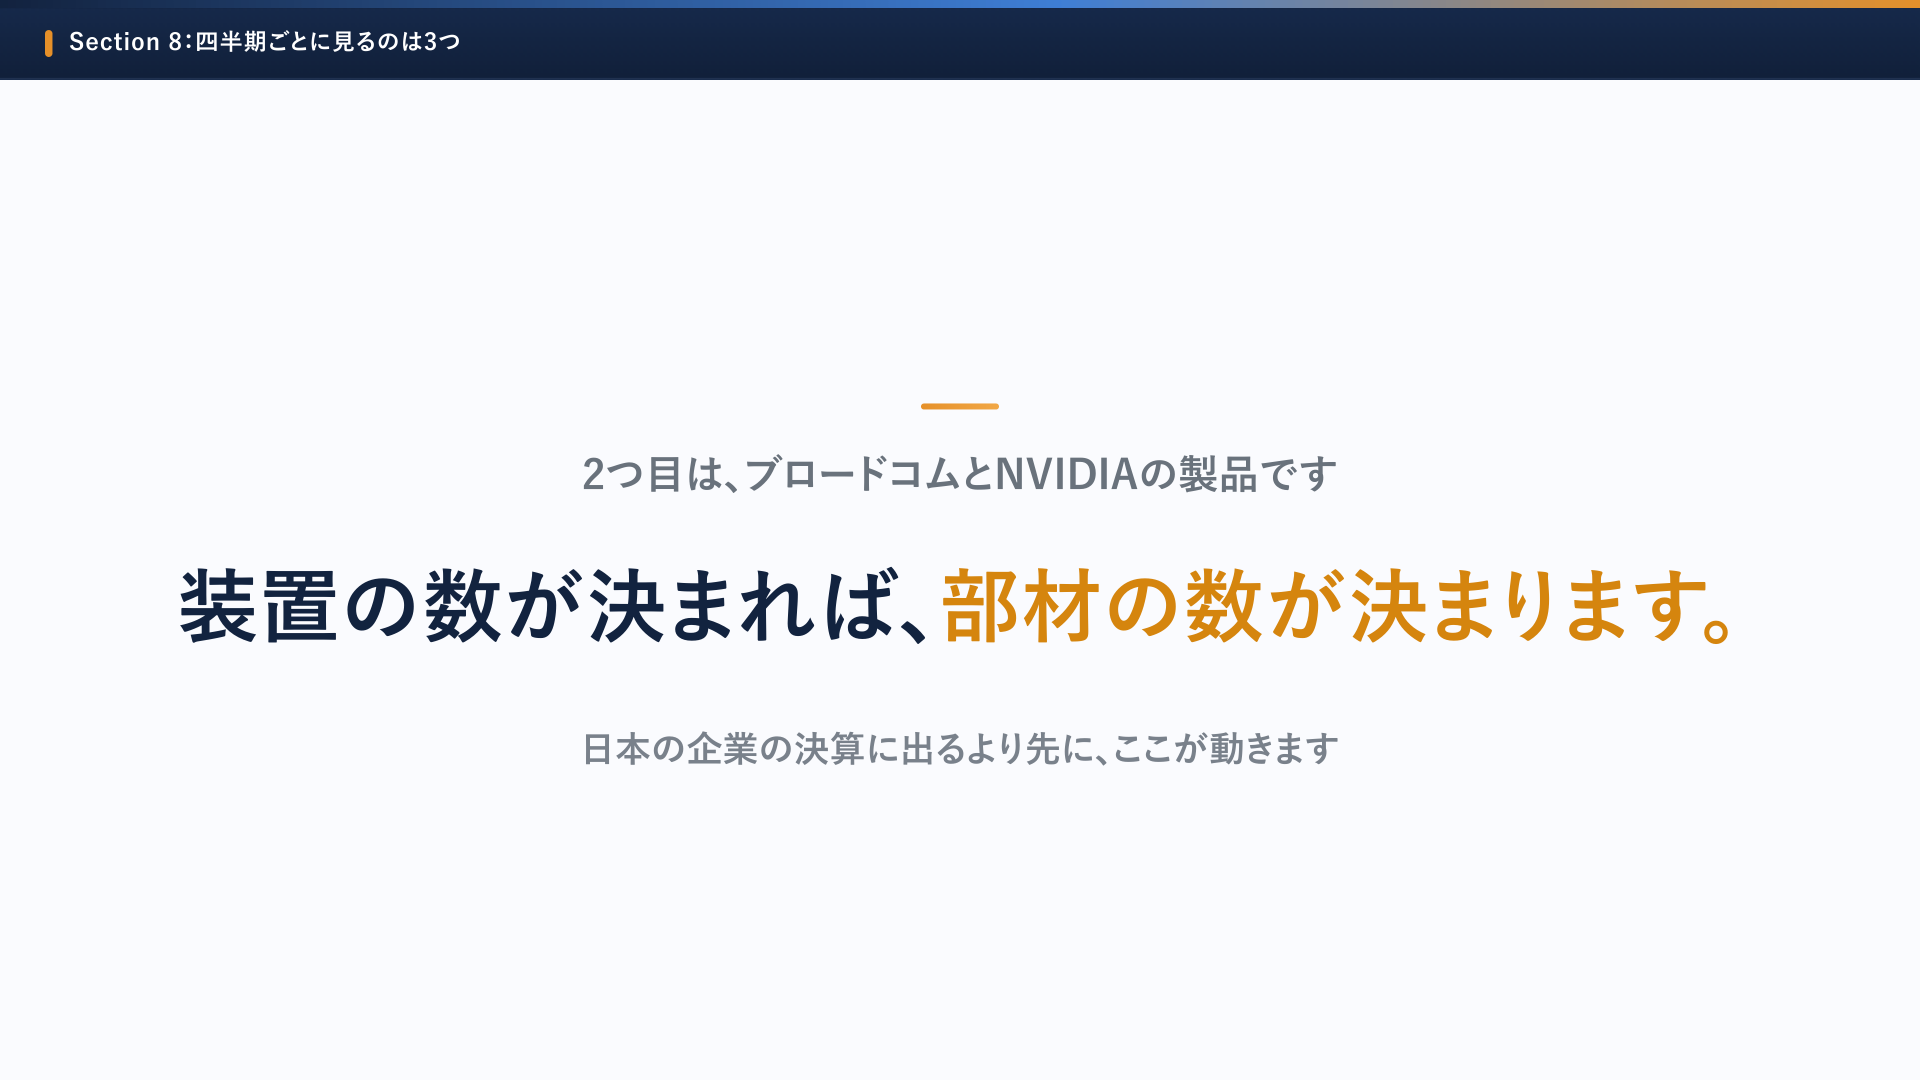 Section 8：四半期ごとに見るのは3つ
2つ目は、ブロードコムとNVIDIAの製品です
装置の数が決まれば、部材の数が決まります。
日本の企業の決算に出るより先に、ここが動きます